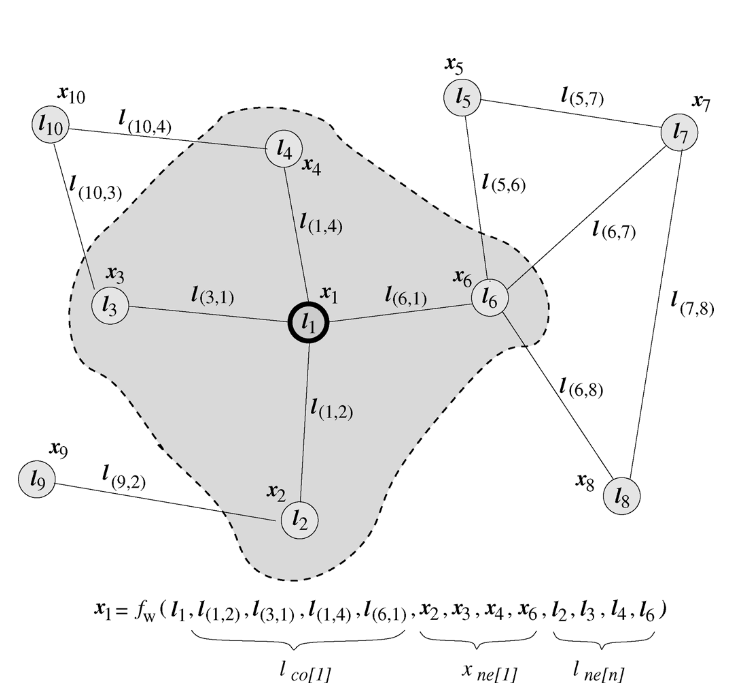 x5
x10
l(5,7)
x7
l5
l10
l(10,4)
l7
l4
x4
l(10,3)
l(5,6)
l(1,4)
l(6,7)
x3
x6
l3
l(3,1)
x1
l(6,1)
l6
l1
l(7,8)
l(6,8)
l(1,2)
x9
l(9,2)
x2
x8
l9
l8
l2
x1 = fw ( l1 , l(1,2) , l(3,1) , l(1,4) , l(6,1) , x2 , x3 , x4 , x6 , l2 , l3 , l4 , l6 )
l co[1] x ne[1] l ne[n]